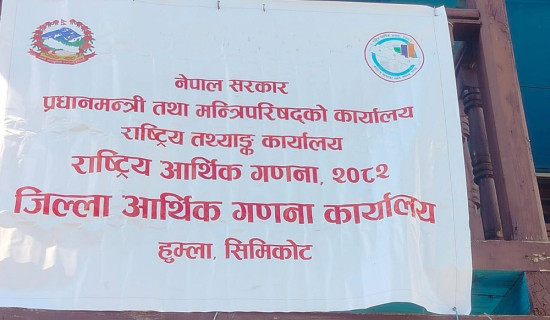 नेपाल सरकार
प्रधानमन्त्री तथा मन्त्रिपरिषद्को कार्यालय
राष्ट्रिय तथ्याङ्क कार्यालय
राष्ट्रिय आर्थिक गणना, २०८२
जिल्ला आर्थिक गणना कार्यालय
हुम्ला, सिमिकोट